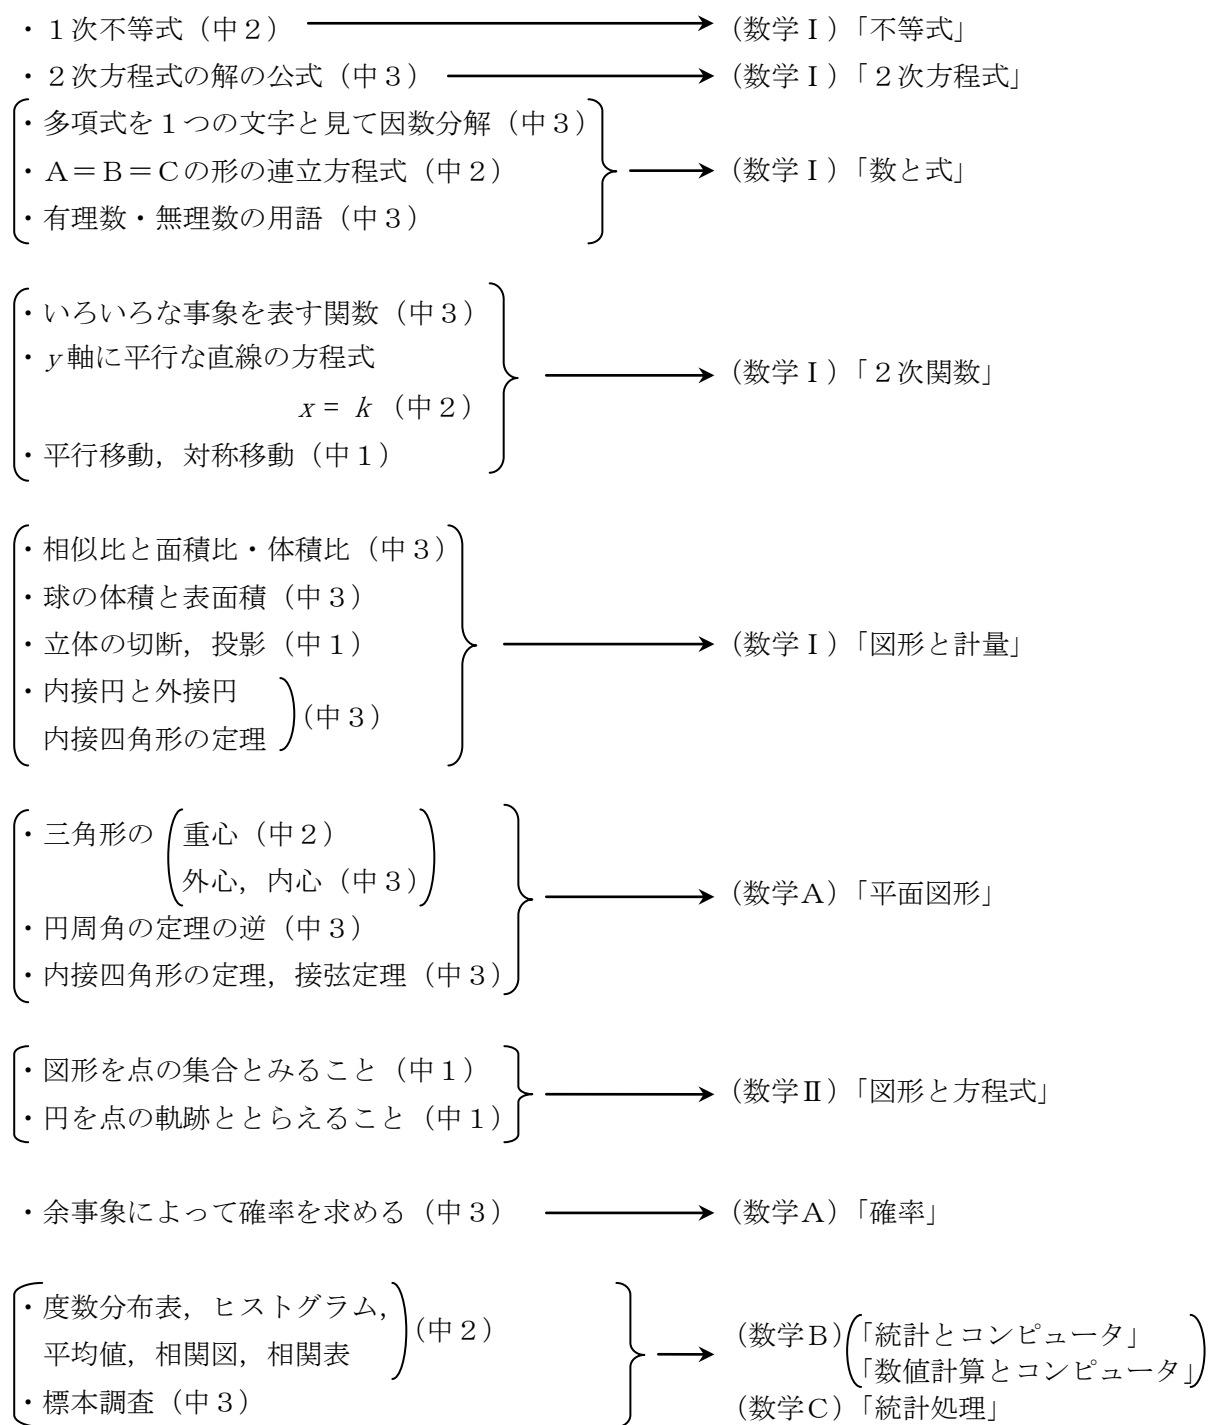 ・１次不等式（中２） （数学Ⅰ）「不等式」
・２次方程式の解の公式（中３） （数学Ⅰ）「２次方程式」
・多項式を１つの文字と見て因数分解（中３）
・Ａ＝Ｂ＝Ｃの形の連立方程式（中２） （数学Ⅰ）「数と式」
・有理数・無理数の用語（中３）
・いろいろな事象を表す関数（中３）
・y軸に平行な直線の方程式 （数学Ⅰ）「２次関数」
x = k （中２）
・平行移動，対称移動（中１）
・相似比と面積比・体積比（中３）
・球の体積と表面積（中３）
・立体の切断，投影（中１） （数学Ⅰ）「図形と計量」
・内接円と外接円
（中３）
内接四角形の定理
・三角形の 重心（中２）
外心，内心（中３） （数学Ａ）「平面図形」
・円周角の定理の逆（中３）
・内接四角形の定理，接弦定理（中３）
・図形を点の集合とみること（中１）
（数学Ⅱ）「図形と方程式」
・円を点の軌跡ととらえること（中１）
・余事象によって確率を求める（中３） （数学Ａ）「確率」
・度数分布表，ヒストグラム，
（中２） （数学Ｂ） 「統計とコンピュータ」
平均値，相関図，相関表 「数値計算とコンピュータ」
・標本調査（中３） （数学Ｃ）「統計処理」